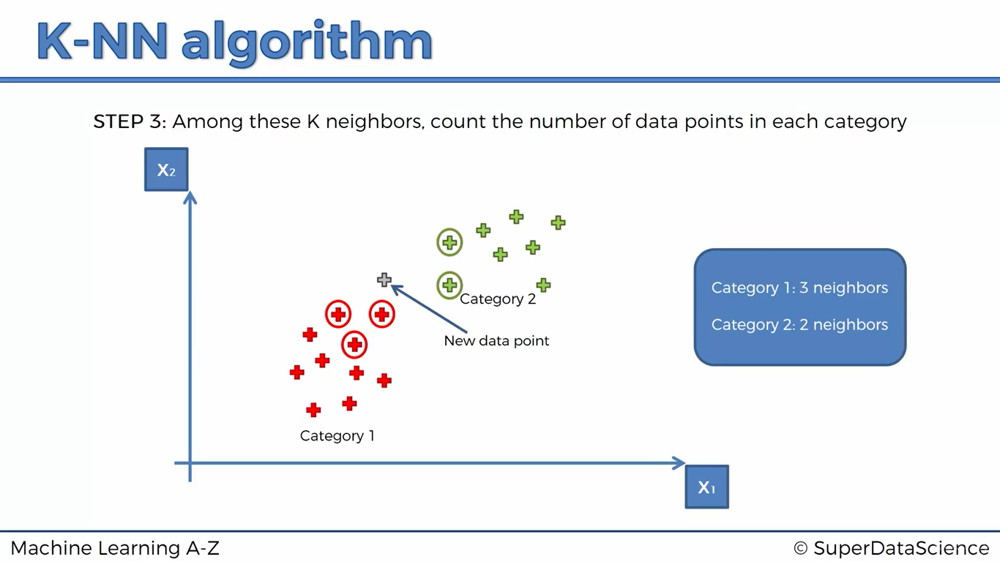 K-NN algorithm
STEP 3: Among these K neighbors, count the number of data points in each category
X₂
Category 2
New data point
Category 1: 3 neighbors
Category 2: 2 neighbors
Category 1
X₁
Machine Learning A-Z
© SuperDataScience